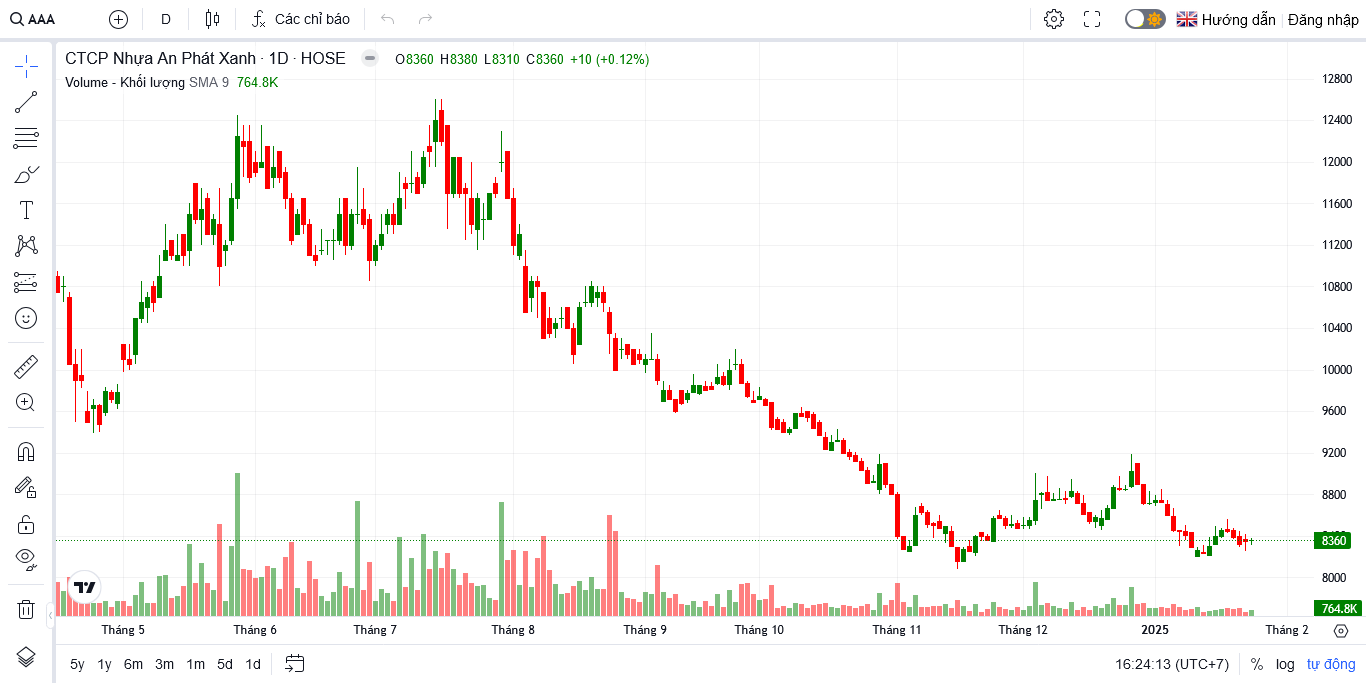 AAA D Các chỉ báo Hướng dẫn Đăng nhập
CTCP Nhựa An Phát Xanh · 1D · HOSE O8360 H8380 L8310 C8360 +10 (+0.12%)
Volume - Khối lượng SMA 9 764.8K
12800
12400
12000
11600
11200
10800
10400
10000
9600
9200
8800
8360
8000
764.8K
Tháng 5 Tháng 6 Tháng 7 Tháng 8 Tháng 9 Tháng 10 Tháng 11 Tháng 12 2025 Tháng 2
5y 1y 6m 3m 1m 5d 1d 16:24:13 (UTC+7) % log tự động